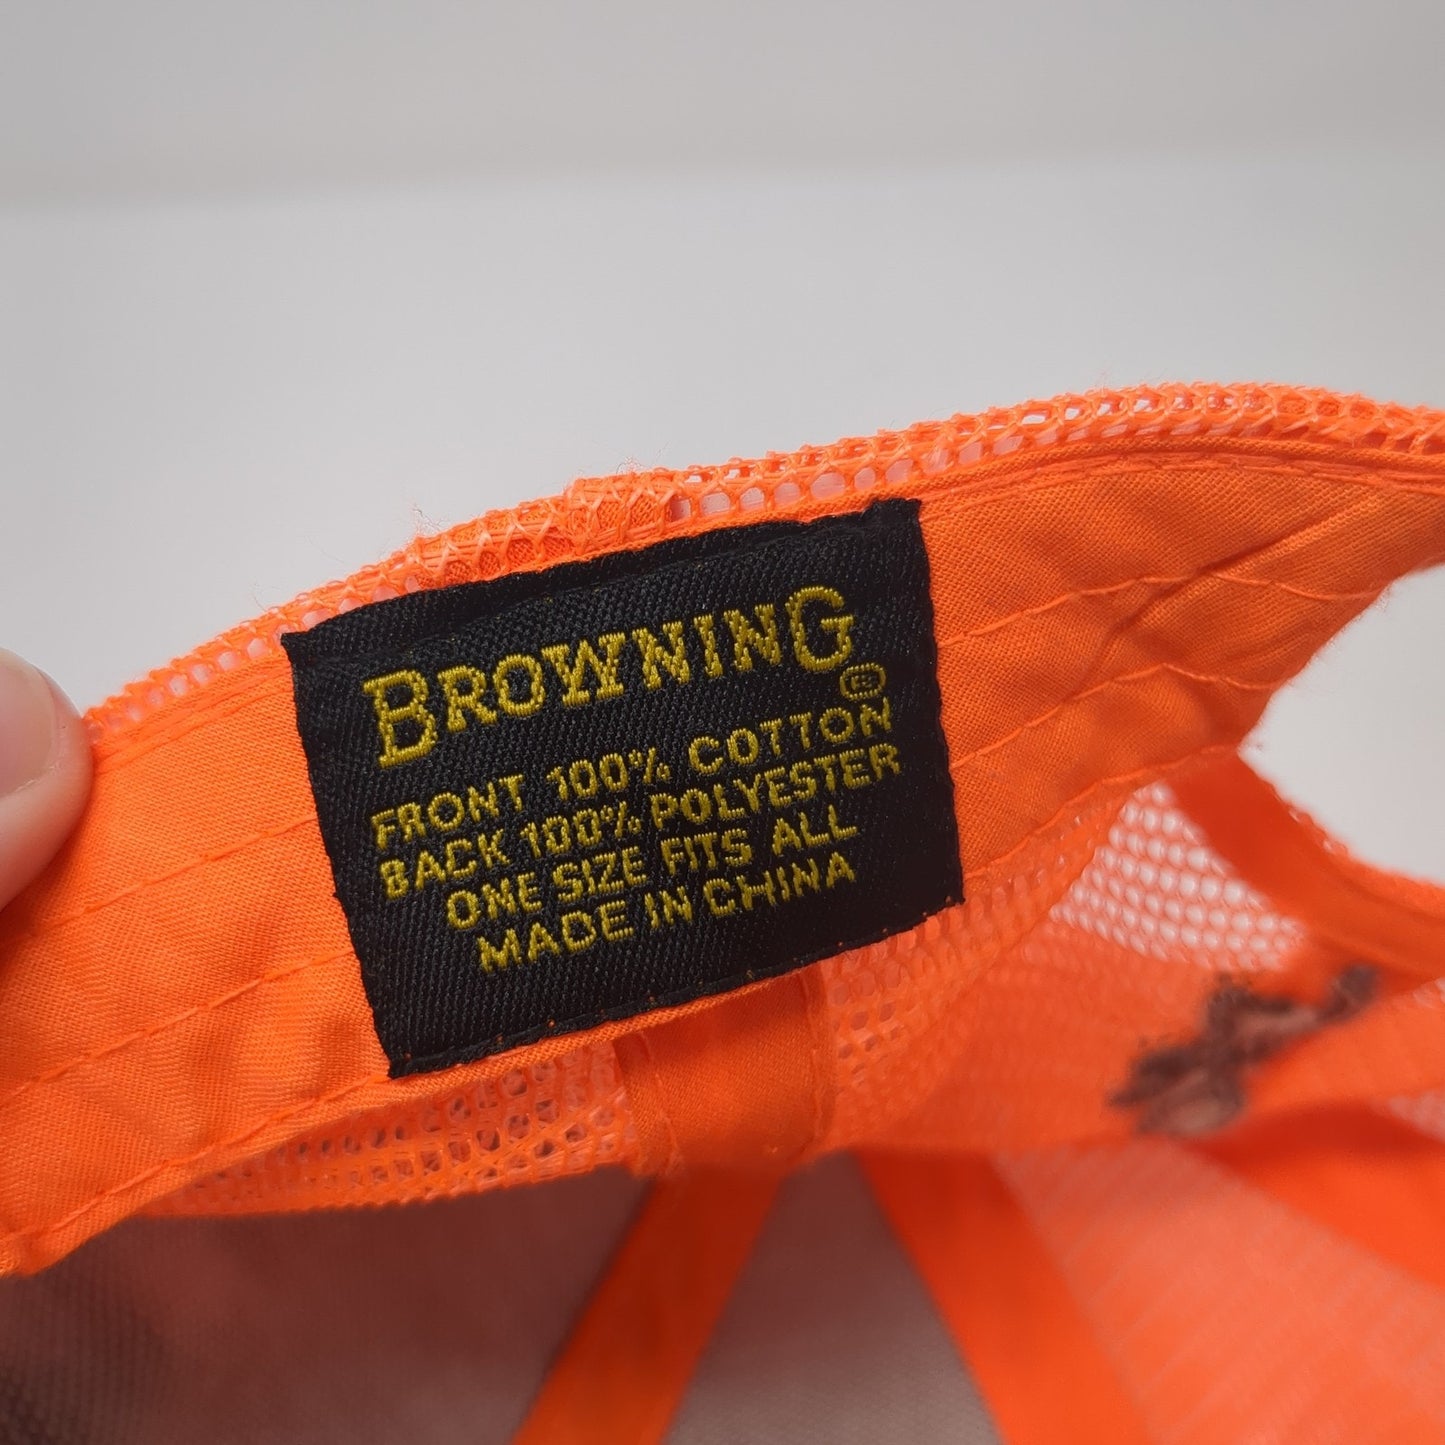 BROWNING
®
FRONT 100% COTTON
BACK 100% POLYESTER
ONE SIZE FITS ALL
MADE IN CHINA